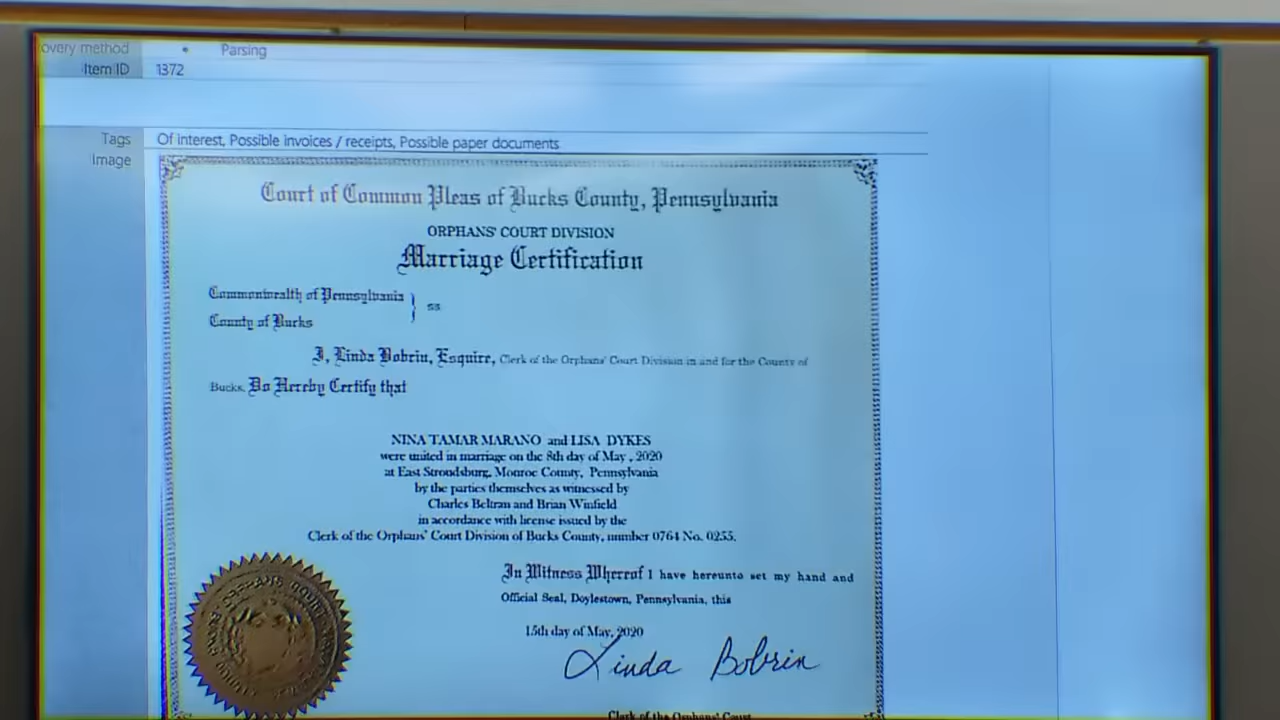 overy method • Parsing
Item ID 1372
Tags Of interest, Possible invoices / receipts, Possible paper documents
Image
Court of Common Pleas of Bucks County, Pennsylvania
ORPHANS' COURT DIVISION
Marriage Certification
Commonwealth of Pennsylvania } ss
County of Bucks
I, Linda Bobrin, Esquire, Clerk of the Orphans' Court Division in and for the County of
Bucks, Do Hereby Certify that
NINA TAMAR MARANO and LISA DYKES
were united in marriage on the 8th day of May, 2020
at East Stroudsburg, Monroe County, Pennsylvania
by the parties themselves as witnessed by
Charles Beltran and Brian Winfield
in accordance with license issued by the
Clerk of the Orphans' Court Division of Bucks County, number 0764 No. 0255.
In Witness Whereof I have hereunto set my hand and
Official Seal, Doylestown, Pennsylvania, this
15th day of May, 2020
Linda Bobrin
Clerk of the Orphans' Court
ORPHANS' COURT